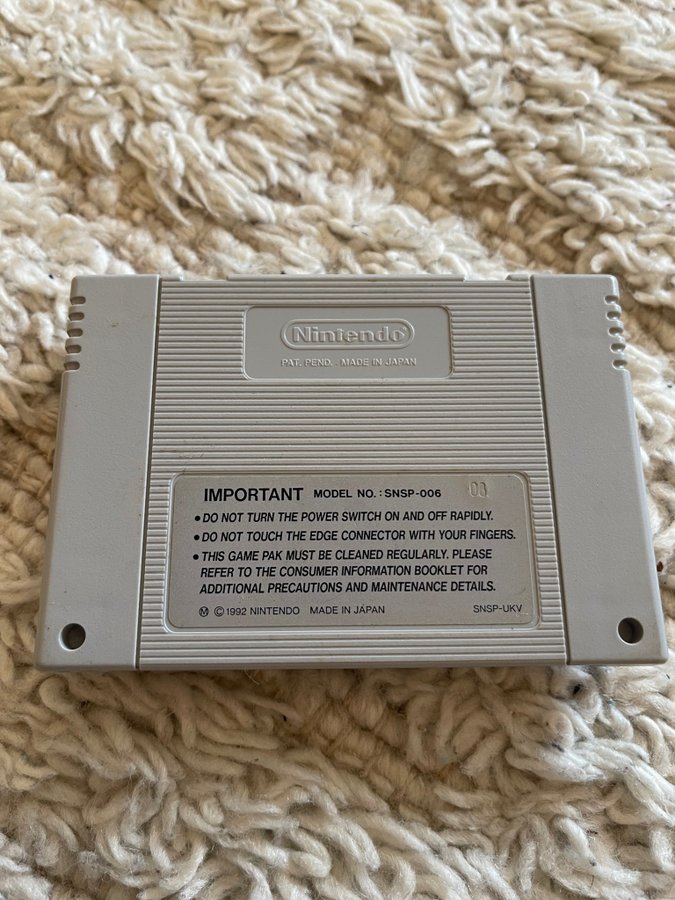 Nintendo
PAT. PEND. - MADE IN JAPAN
IMPORTANT MODEL NO. : SNSP-006
• DO NOT TURN THE POWER SWITCH ON AND OFF RAPIDLY.
• DO NOT TOUCH THE EDGE CONNECTOR WITH YOUR FINGERS.
• THIS GAME PAK MUST BE CLEANED REGULARLY. PLEASE
REFER TO THE CONSUMER INFORMATION BOOKLET FOR
ADDITIONAL PRECAUTIONS AND MAINTENANCE DETAILS.
Ⓜ © 1992 NINTENDO MADE IN JAPAN SNSP-UKV